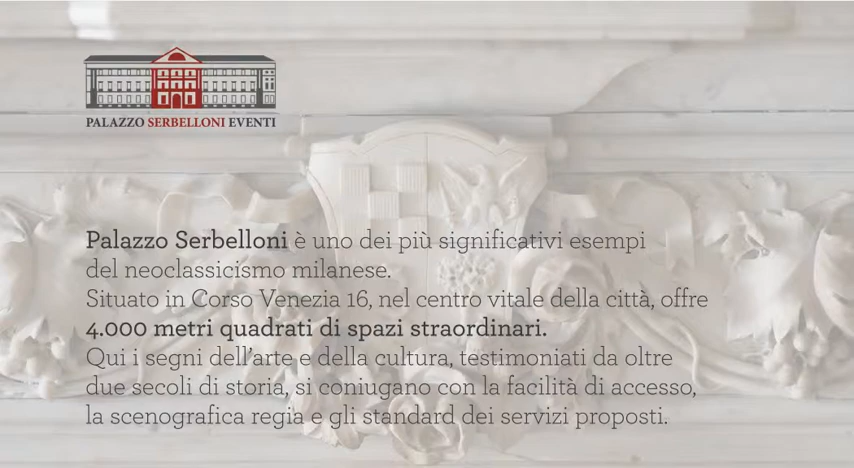 PALAZZO SERBELLONI EVENTI
Palazzo Serbelloni è uno dei più significativi esempi
del neoclassicismo milanese.
Situato in Corso Venezia 16, nel centro vitale della città, offre
4.000 metri quadrati di spazi straordinari.
Qui i segni dell'arte e della cultura, testimoniati da oltre
due secoli di storia, si coniugano con la facilità di accesso,
la scenografica regia e gli standard dei servizi proposti.